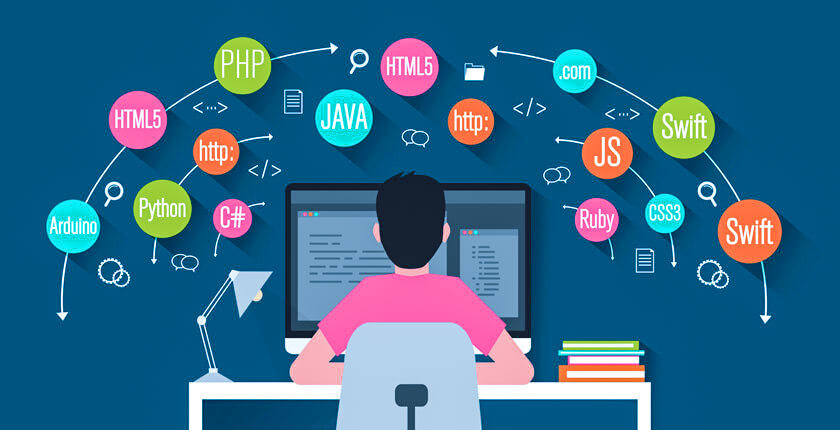 PHP
HTML5
.com
HTML5
JAVA
http:
Swift
http:
JS
Arduino
Python
C#
Ruby
CSS3
Swift
<...>
</>
<...>
</>
</>
</>